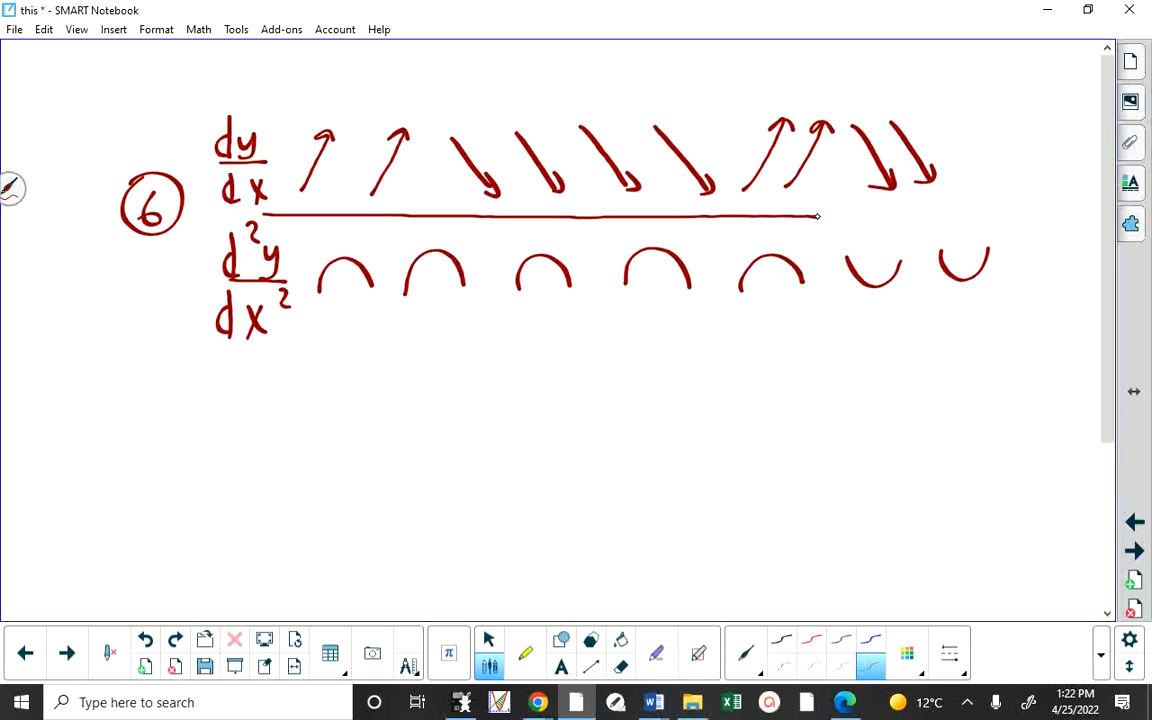 this * - SMART Notebook
File Edit View Insert Format Math Tools Add-ons Account Help
dy
dx
6
d²y
dx²
π
A
Type here to search
12°C
1:22 PM
4/25/2022